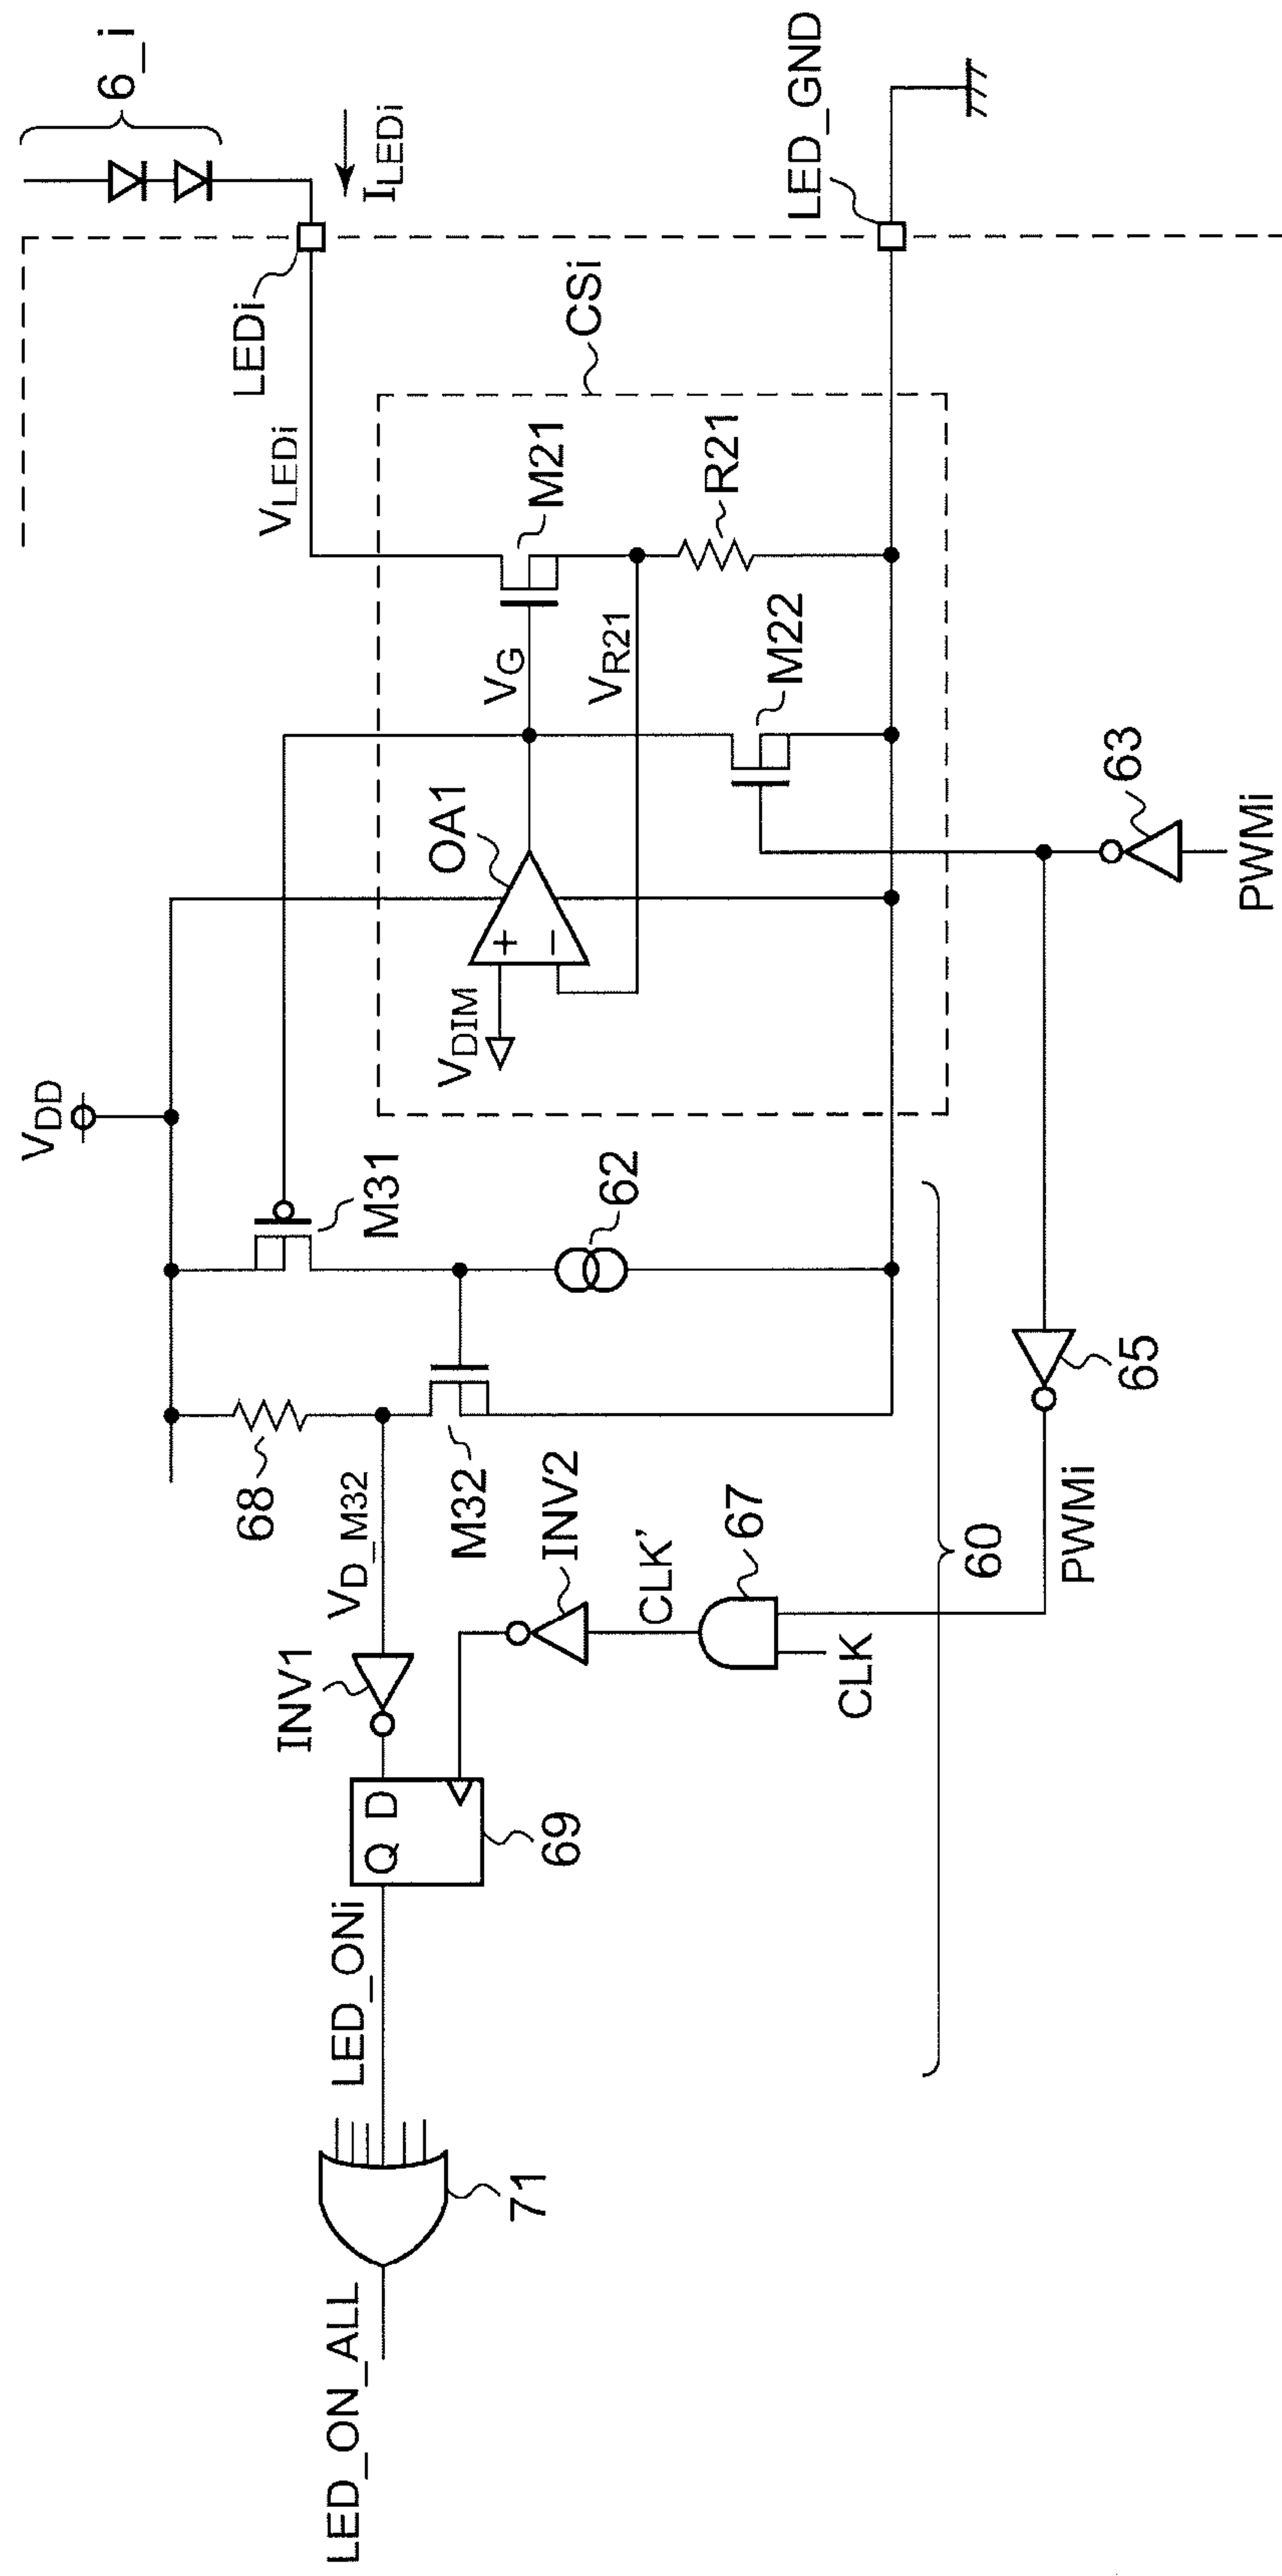 6_i
I_LEDi
LEDi
V_LEDi
LED_GND
CSi
M21
R21
V_G
V_R21
M22
OA1
+
−
V_DIM
63
PWMi
V_DD
M31
62
65
68
M32
V_D_M32
INV2
67
CLK'
CLK
PWMi
60
INV1
Q D
69
LED_ONi
71
LED_ON_ALL